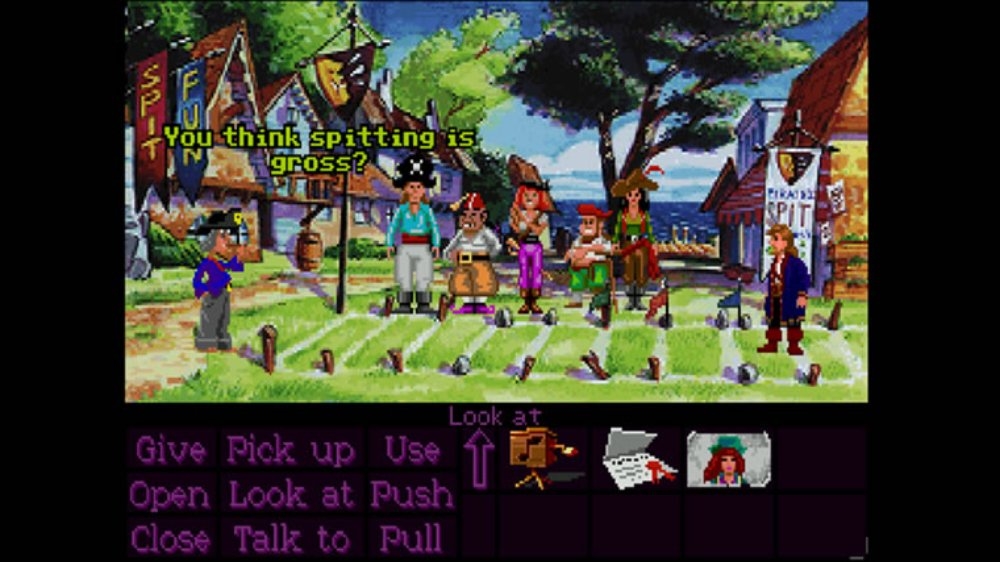 SPIT
FUN
You think spitting is
gross?
SPIT
Look at
Give Pick up Use
Open Look at Push
Close Talk to Pull